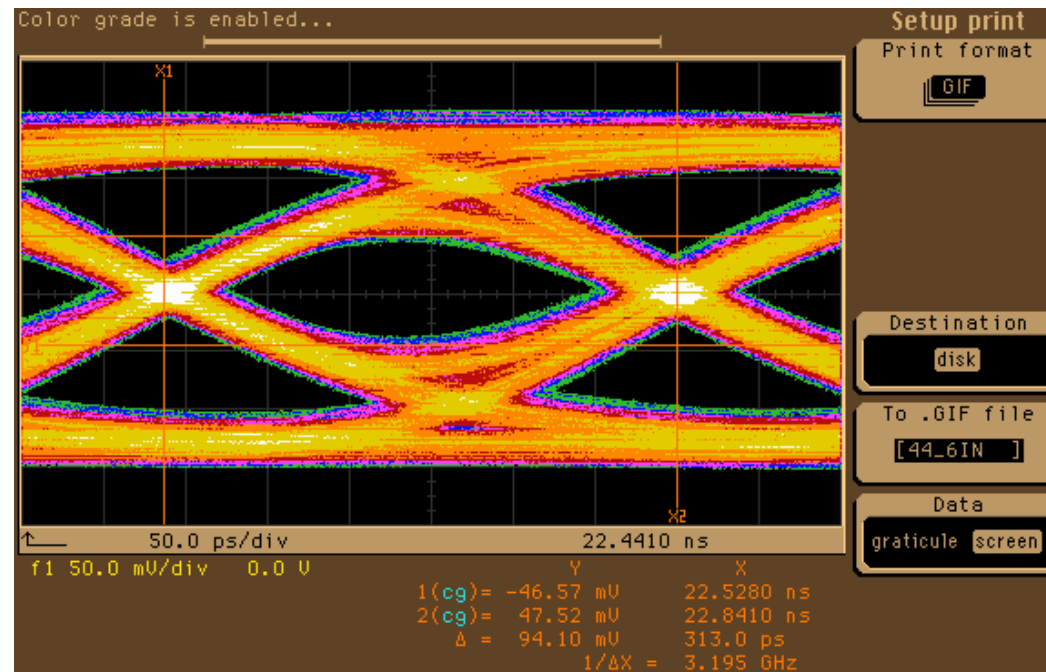 Color grade is enabled...
Setup print
Print format
GIF
X1
X2
50.0 ps/div 22.4410 ns
f1 50.0 mV/div 0.0 V
Y X
1(cg)= -46.57 mV 22.5280 ns
2(cg)= 47.52 mV 22.8410 ns
Δ = 94.10 mV 313.0 ps
1/ΔX = 3.195 GHz
Destination
disk
To .GIF file
[44_6IN ]
Data
graticule screen